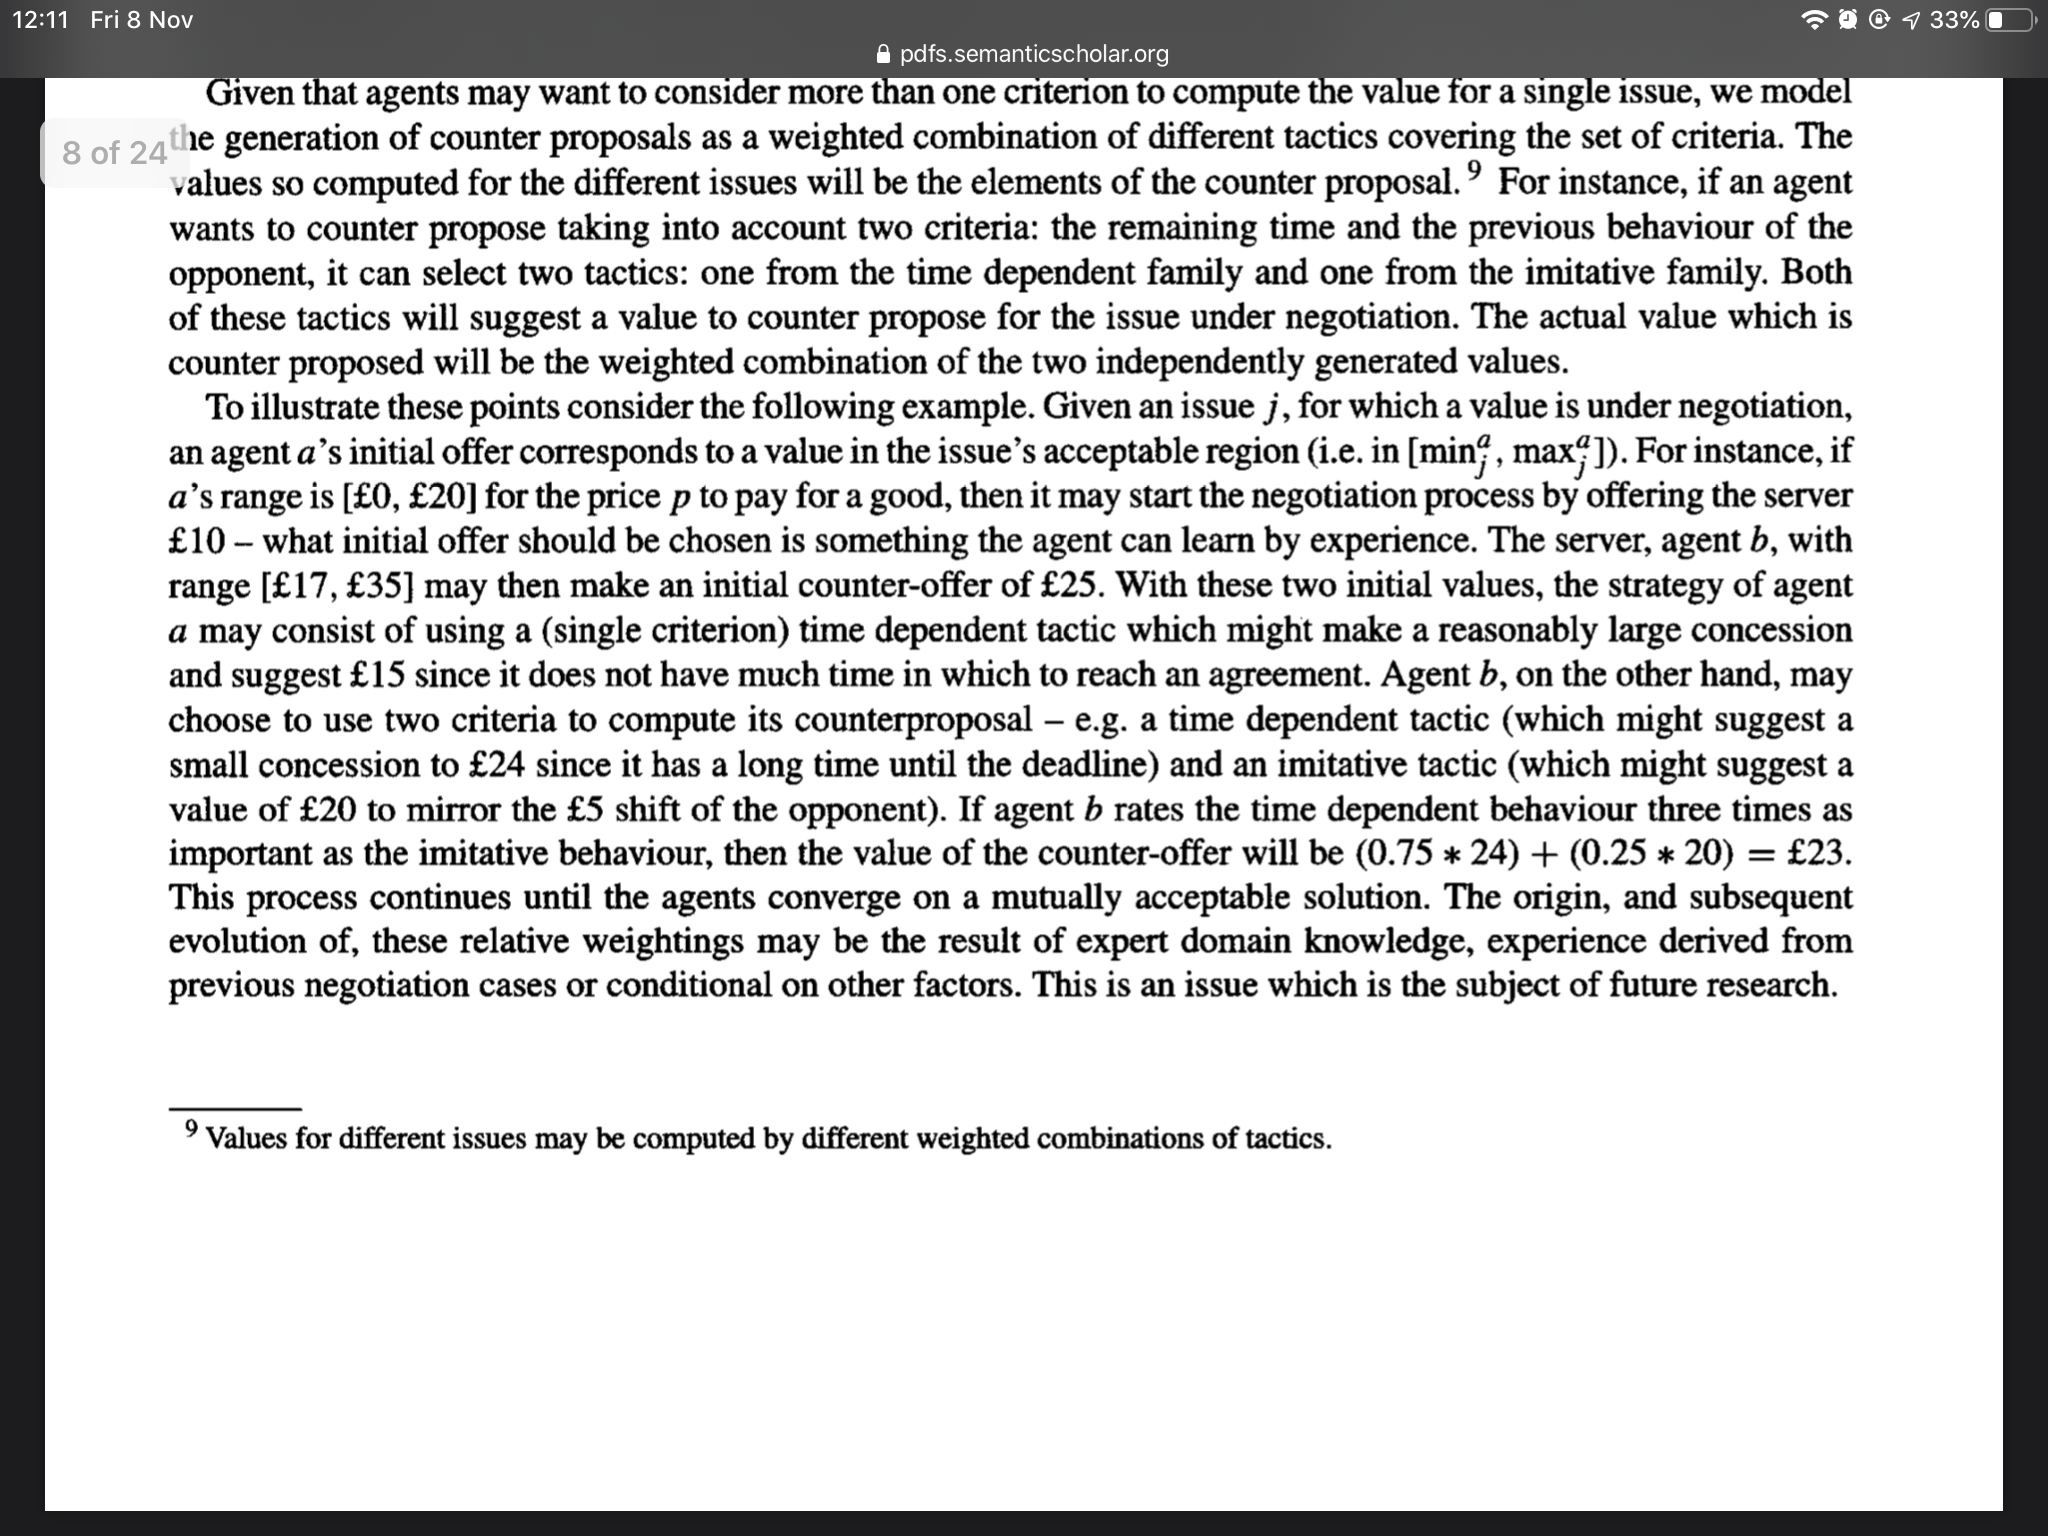 12:11 Fri 8 Nov 33%
pdfs.semanticscholar.org
Given that agents may want to consider more than one criterion to compute the value for a single issue, we model
8 of 24
the generation of counter proposals as a weighted combination of different tactics covering the set of criteria. The
values so computed for the different issues will be the elements of the counter proposal.⁹ For instance, if an agent
wants to counter propose taking into account two criteria: the remaining time and the previous behaviour of the
opponent, it can select two tactics: one from the time dependent family and one from the imitative family. Both
of these tactics will suggest a value to counter propose for the issue under negotiation. The actual value which is
counter proposed will be the weighted combination of the two independently generated values.
To illustrate these points consider the following example. Given an issue j, for which a value is under negotiation,
an agent a’s initial offer corresponds to a value in the issue’s acceptable region (i.e. in [minᵃⱼ, maxᵃⱼ]). For instance, if
a’s range is [£0, £20] for the price p to pay for a good, then it may start the negotiation process by offering the server
£10 – what initial offer should be chosen is something the agent can learn by experience. The server, agent b, with
range [£17, £35] may then make an initial counter-offer of £25. With these two initial values, the strategy of agent
a may consist of using a (single criterion) time dependent tactic which might make a reasonably large concession
and suggest £15 since it does not have much time in which to reach an agreement. Agent b, on the other hand, may
choose to use two criteria to compute its counterproposal – e.g. a time dependent tactic (which might suggest a
small concession to £24 since it has a long time until the deadline) and an imitative tactic (which might suggest a
value of £20 to mirror the £5 shift of the opponent). If agent b rates the time dependent behaviour three times as
important as the imitative behaviour, then the value of the counter-offer will be (0.75 * 24) + (0.25 * 20) = £23.
This process continues until the agents converge on a mutually acceptable solution. The origin, and subsequent
evolution of, these relative weightings may be the result of expert domain knowledge, experience derived from
previous negotiation cases or conditional on other factors. This is an issue which is the subject of future research.
⁹ Values for different issues may be computed by different weighted combinations of tactics.